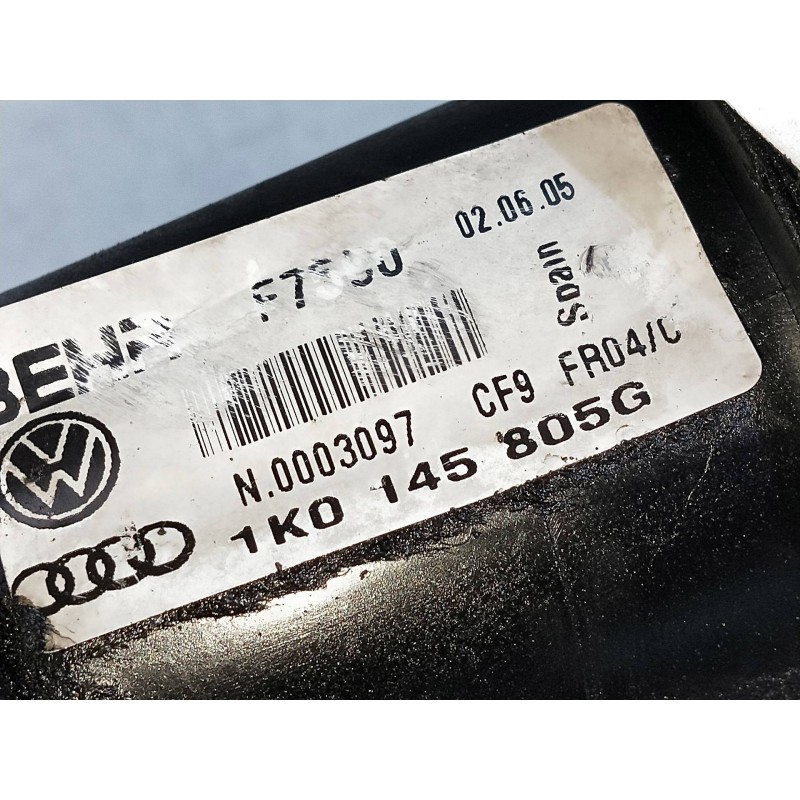 02.06.05
Spain
N.0003097 CF9 FR04/C
1K0 145 805G